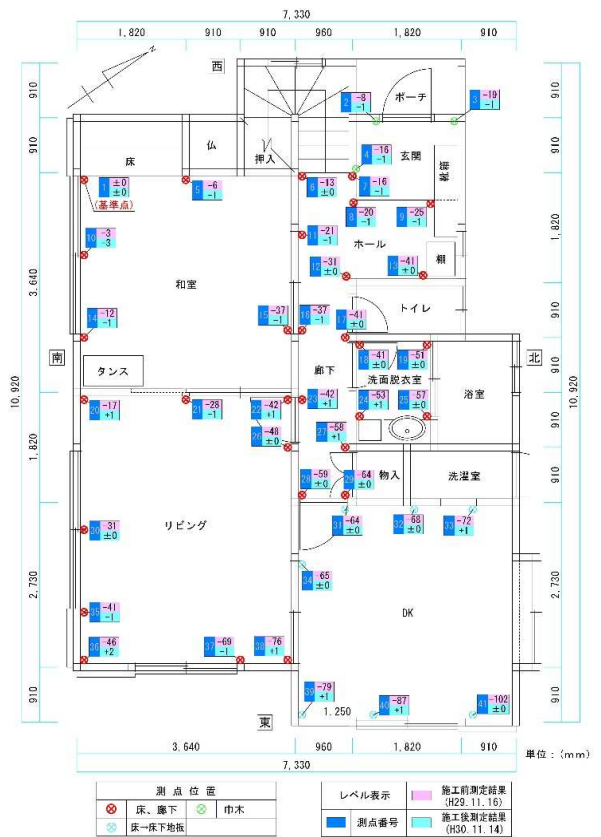 7,330
1,820 910 910 960 1,820 910
西
910 910
ポーチ
2 -8 -1
3 -19 -1
910 910
床 仏 押入 玄関 靴箱
4 -16 -1
1 ±0 ±0
(基準点)
5 -6 -1
6 -13 ±0
7 -16 -1
8 -20 -1
9 -25 -1
10 -3 -3
11 -21 -1
ホール
1,820
12 -31 ±0
13 -41 ±0
棚
3,640
和室
トイレ
14 -12 -1
15 -37 -1
16 -37 -1
17 -41 ±0
910
南 北
タンス 廊下
18 -41 ±0
19 -51 ±0
洗面脱衣室 浴室
910
10,920 10,920
20 -17 +1
21 -28 -1
22 -42 +1
23 -42 +1
24 -53 +1
25 -57 ±0
910
1,820
26 -48 ±0
27 -58 +1
28 -59 ±0
29 -64 ±0
物入 洗濯室
910
リビング
30 -31 ±0
31 -64 ±0
32 -68 ±0
33 -72 +1
34 -65 ±0
2,730 2,730
DK
35 -41 -1
36 -46 +2
37 -69 -1
38 -76 +1
39 -79 +1
40 -87 +1
41 -102 ±0
910 910
1.250
東
3,640 960 1,820 910
7,330
単位：(mm)
測点位置
床、廊下 巾木
床→床下地板
レベル表示 施工前測定結果
(H29.11.16)
測点番号 施工後測定結果
(H30.11.14)